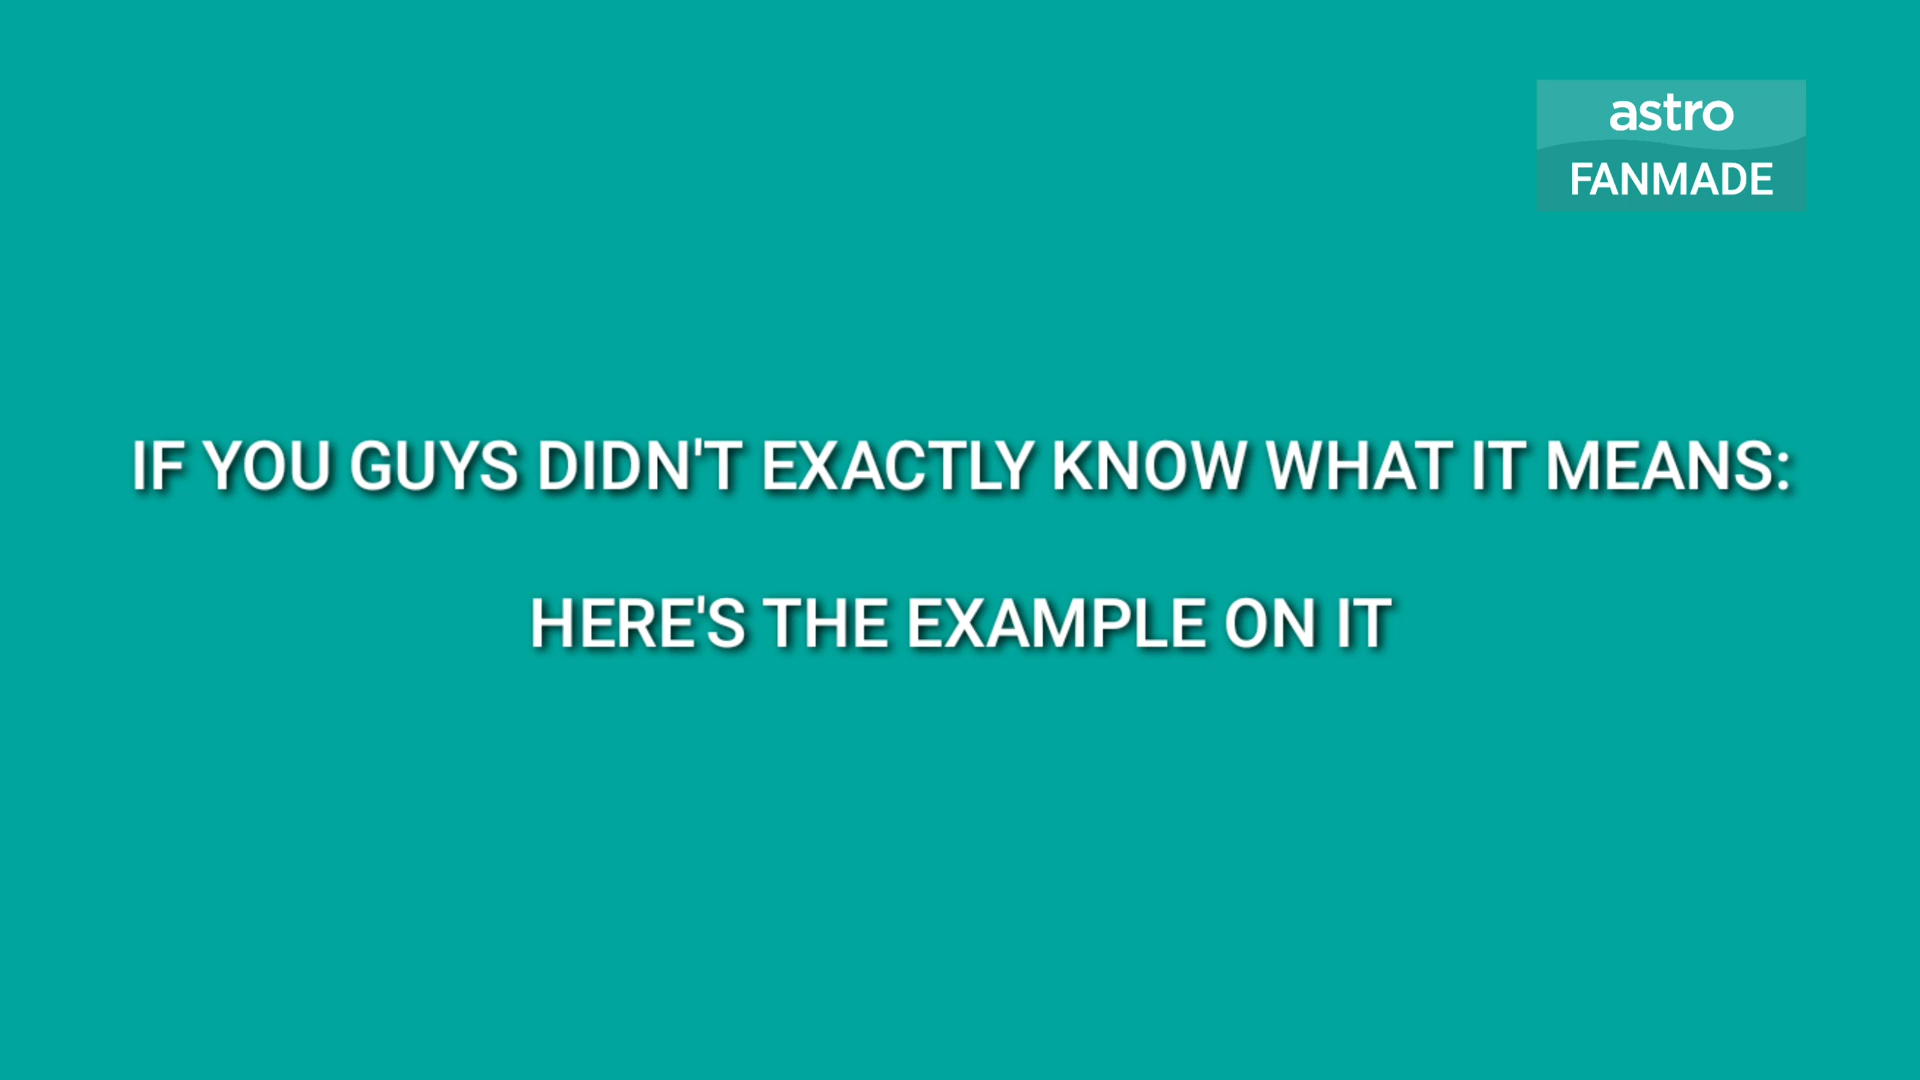 astro
FANMADE
IF YOU GUYS DIDN'T EXACTLY KNOW WHAT IT MEANS:
HERE'S THE EXAMPLE ON IT